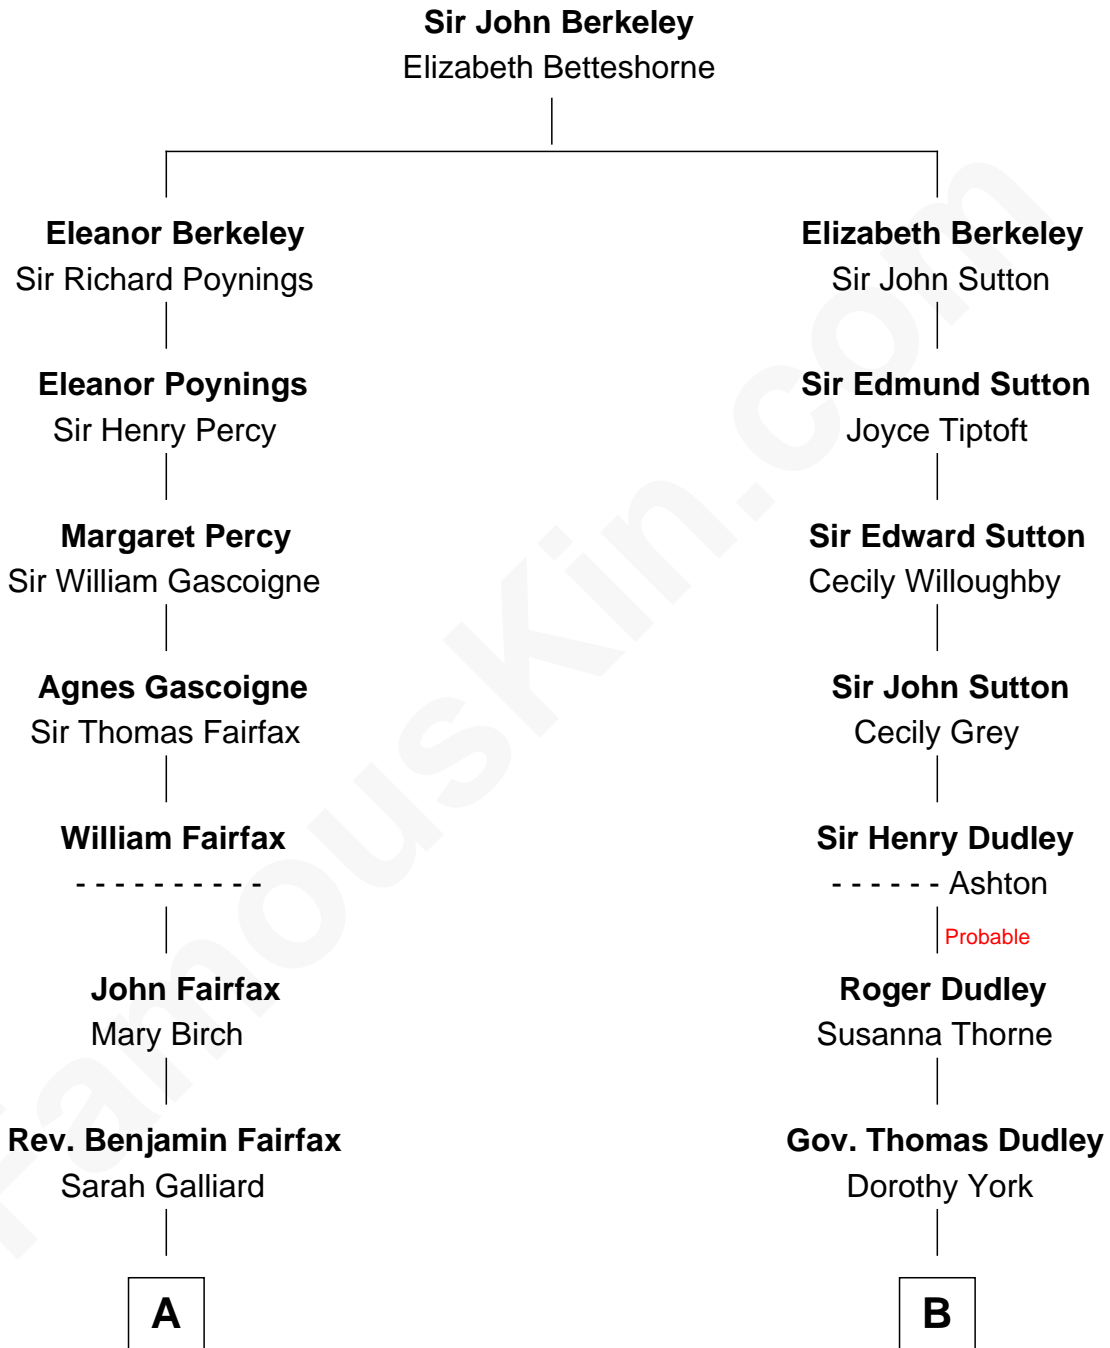 Sir John Berkeley
Elizabeth Betteshorne
Eleanor Berkeley
Sir Richard Poynings
Elizabeth Berkeley
Sir John Sutton
Eleanor Poynings
Sir Henry Percy
Sir Edmund Sutton
Joyce Tiptoft
Margaret Percy
Sir William Gascoigne
Sir Edward Sutton
Cecily Willoughby
Agnes Gascoigne
Sir Thomas Fairfax
Sir John Sutton
Cecily Grey
William Fairfax
- - - - - - - - - -
Sir Henry Dudley
- - - - - - Ashton
Probable
John Fairfax
Mary Birch
Roger Dudley
Susanna Thorne
Rev. Benjamin Fairfax
Sarah Galliard
Gov. Thomas Dudley
Dorothy York
A
B
FamousKin.com